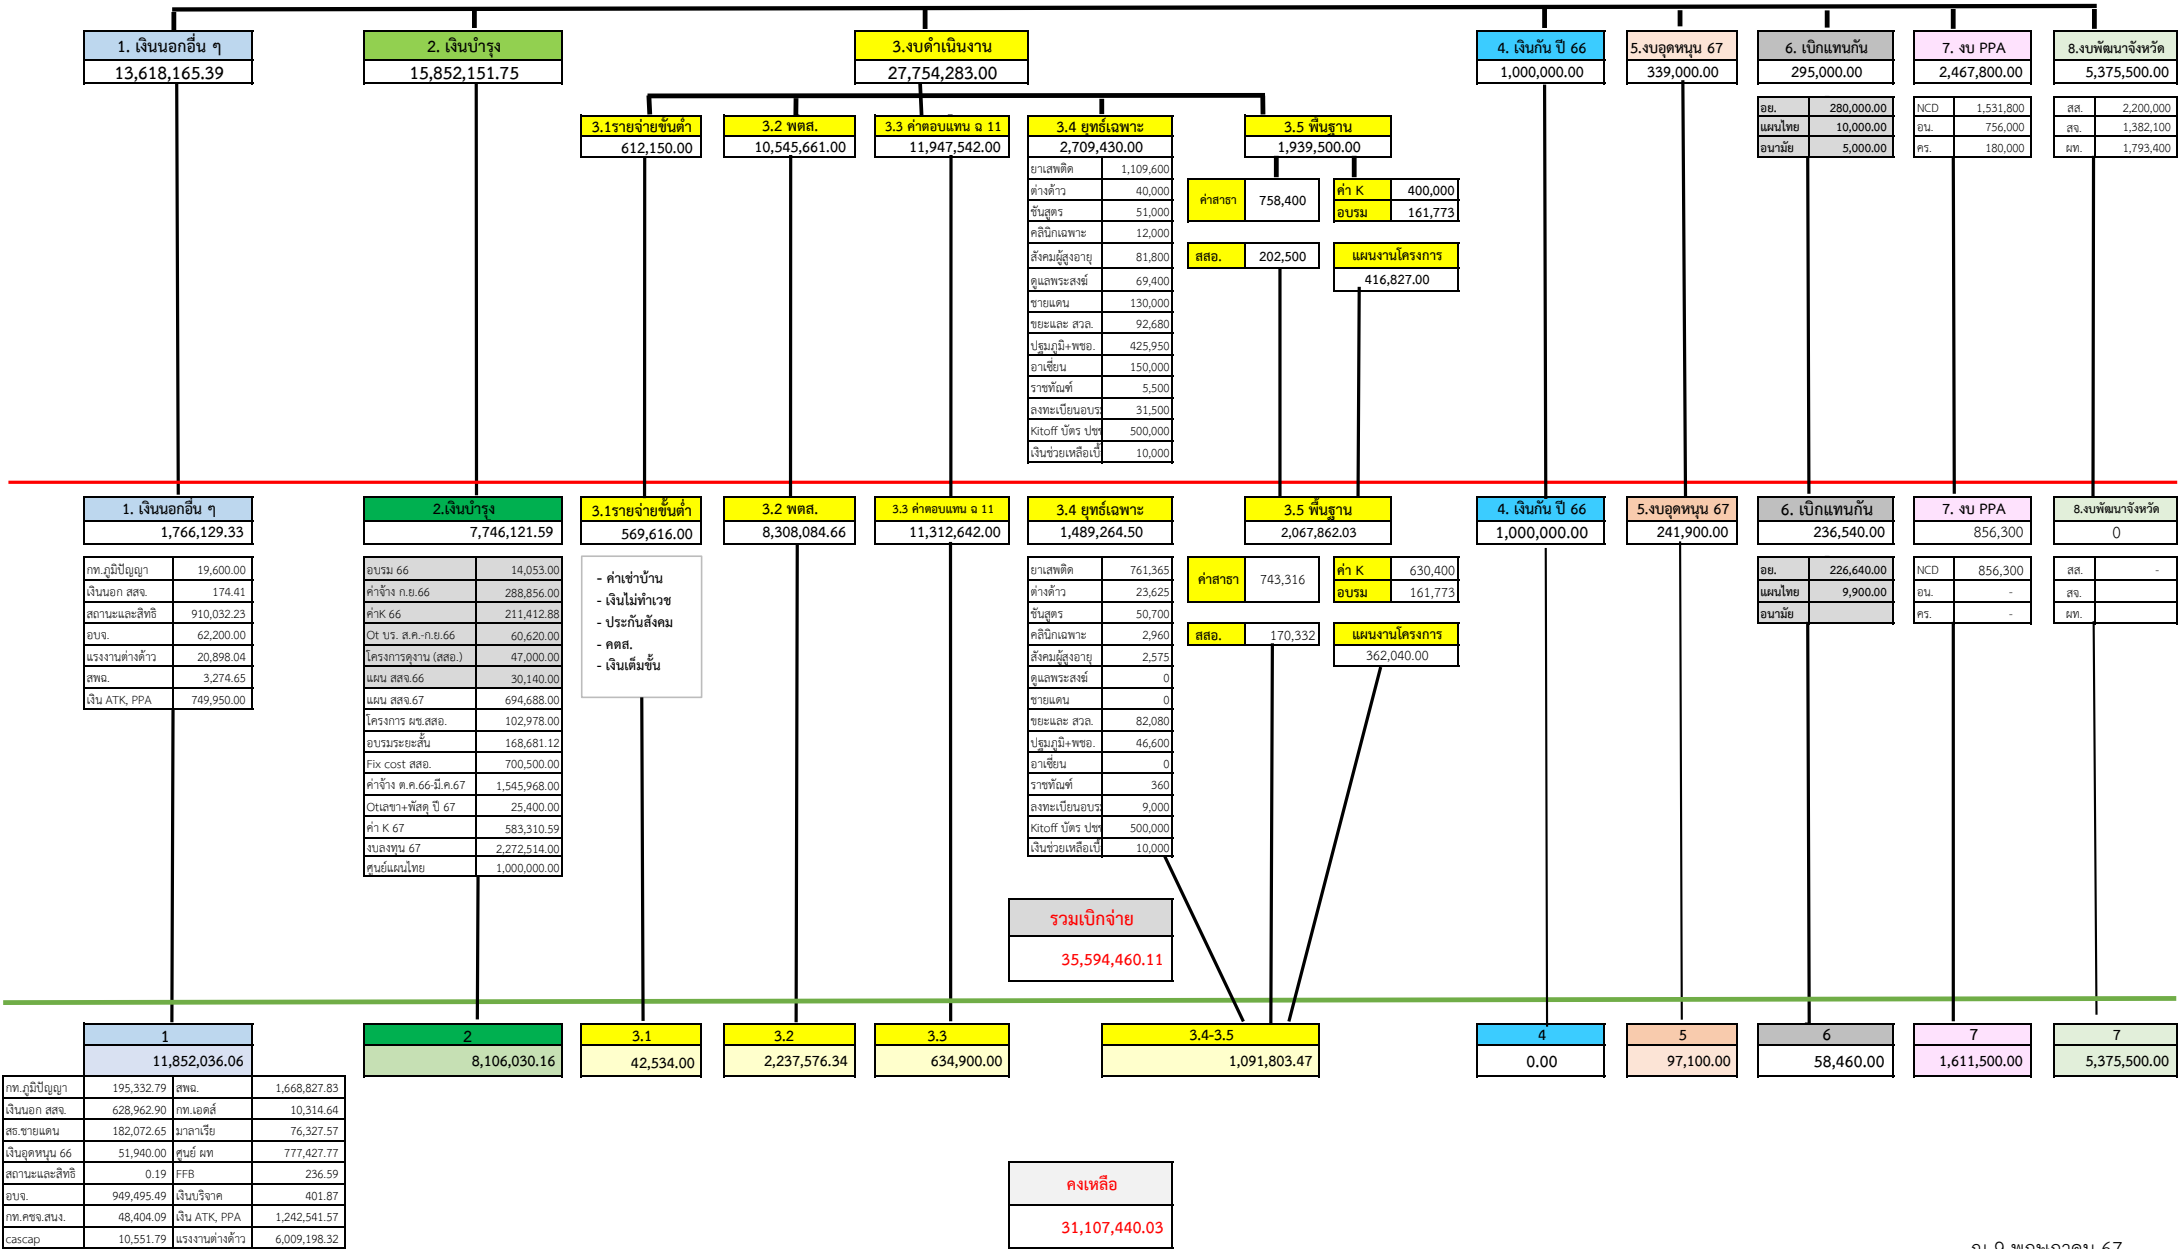 1. เงินนอกอื่น ๆ
13,618,165.39
2. เงินบำรุง
15,852,151.75
3.งบดำเนินงาน
27,754,283.00
4. เงินกัน ปี 66
1,000,000.00
5.งบอุดหนุน 67
339,000.00
6. เบิกแทนกัน
295,000.00
7. งบ PPA
2,467,800.00
8.งบพัฒนาจังหวัด
5,375,500.00
อย. 280,000.00
แผนไทย 10,000.00
อนามัย 5,000.00
NCD 1,531,800
อน. 756,000
คร. 180,000
สส. 2,200,000
สจ. 1,382,100
ผท. 1,793,400
3.1รายจ่ายขั้นต่ำ
612,150.00
3.2 พตส.
10,545,661.00
3.3 ค่าตอบแทน ฉ 11
11,947,542.00
3.4 ยุทธ์เฉพาะ
2,709,430.00
3.5 พื้นฐาน
1,939,500.00
ยาเสพติด 1,109,600
ต่างด้าว 40,000
ชันสูตร 51,000
คลินิกเฉพาะ 12,000
สังคมผู้สูงอายุ 81,800
ดูแลพระสงฆ์ 69,400
ชายแดน 130,000
ขยะและ สวล. 92,680
ปฐมภูมิ+พชอ. 425,950
อาเซี่ยน 150,000
ราชทัณฑ์ 5,500
ลงทะเบียนอบร 31,500
Kitoff บัตร ปช 500,000
เงินช่วยเหลือเบื้ 10,000
ค่าสาธา 758,400
ค่า K 400,000
อบรม 161,773
สสอ. 202,500
แผนงานโครงการ
416,827.00
1. เงินนอกอื่น ๆ
1,766,129.33
2.เงินบำรุง
7,746,121.59
3.1รายจ่ายขั้นต่ำ
569,616.00
3.2 พตส.
8,308,084.66
3.3 ค่าตอบแทน ฉ 11
11,312,642.00
3.4 ยุทธ์เฉพาะ
1,489,264.50
3.5 พื้นฐาน
2,067,862.03
4. เงินกัน ปี 66
1,000,000.00
5.งบอุดหนุน 67
241,900.00
6. เบิกแทนกัน
236,540.00
7. งบ PPA
856,300
8.งบพัฒนาจังหวัด
0
กท.ภูมิปัญญา 19,600.00
เงินนอก สสจ. 174.41
สถานะและสิทธิ 910,032.23
อบจ. 62,200.00
แรงงานต่างด้าว 20,898.04
สพฉ. 3,274.65
เงิน ATK, PPA 749,950.00
อบรม 66 14,053.00
ค่าจ้าง ก.ย.66 288,856.00
ค่าK 66 211,412.88
Ot บร. ส.ค.-ก.ย.66 60,620.00
โครงการดูงาน (สสอ.) 47,000.00
แผน สสจ.66 30,140.00
แผน สสจ.67 694,688.00
โครงการ ผช.สสอ. 102,978.00
อบรมระยะสั้น 168,681.12
Fix cost สสอ. 700,500.00
ค่าจ้าง ต.ค.66-มี.ค.67 1,545,968.00
Otเลขา+พัสดุ ปี 67 25,400.00
ค่า K 67 583,310.59
งบลงทุน 67 2,272,514.00
ศูนย์แผนไทย 1,000,000.00
- ค่าเช่าบ้าน
- เงินไม่ทำเวช
- ประกันสังคม
- คตส.
- เงินเต็มขั้น
ยาเสพติด 761,365
ต่างด้าว 23,625
ชันสูตร 50,700
คลินิกเฉพาะ 2,960
สังคมผู้สูงอายุ 2,575
ดูแลพระสงฆ์ 0
ชายแดน 0
ขยะและ สวล. 82,080
ปฐมภูมิ+พชอ. 46,600
อาเซี่ยน 0
ราชทัณฑ์ 360
ลงทะเบียนอบร 9,000
Kitoff บัตร ปช 500,000
เงินช่วยเหลือเบื้ 10,000
ค่าสาธา 743,316
ค่า K 630,400
อบรม 161,773
สสอ. 170,332
แผนงานโครงการ
362,040.00
อย. 226,640.00
แผนไทย 9,900.00
อนามัย
NCD 856,300
อน. -
คร. -
สส. -
สจ.
ผท.
รวมเบิกจ่าย
35,594,460.11
1
11,852,036.06
2
8,106,030.16
3.1
42,534.00
3.2
2,237,576.34
3.3
634,900.00
3.4-3.5
1,091,803.47
4
0.00
5
97,100.00
6
58,460.00
7
1,611,500.00
7
5,375,500.00
กท.ภูมิปัญญา 195,332.79 สพฉ. 1,668,827.83
เงินนอก สสจ. 628,962.90 กท.เอดส์ 10,314.64
สธ.ชายแดน 182,072.65 มาลาเรีย 76,327.57
เงินอุดหนุน 66 51,940.00 ศูนย์ ผท 777,427.77
สถานะและสิทธิ 0.19 FFB 236.59
อบจ. 949,495.49 เงินบริจาค 401.87
กท.คชจ.สนง. 48,404.09 เงิน ATK, PPA 1,242,541.57
cascap 10,551.79 แรงงานต่างด้าว 6,009,198.32
คงเหลือ
31,107,440.03
ณ 9 พฤษภาคม 67